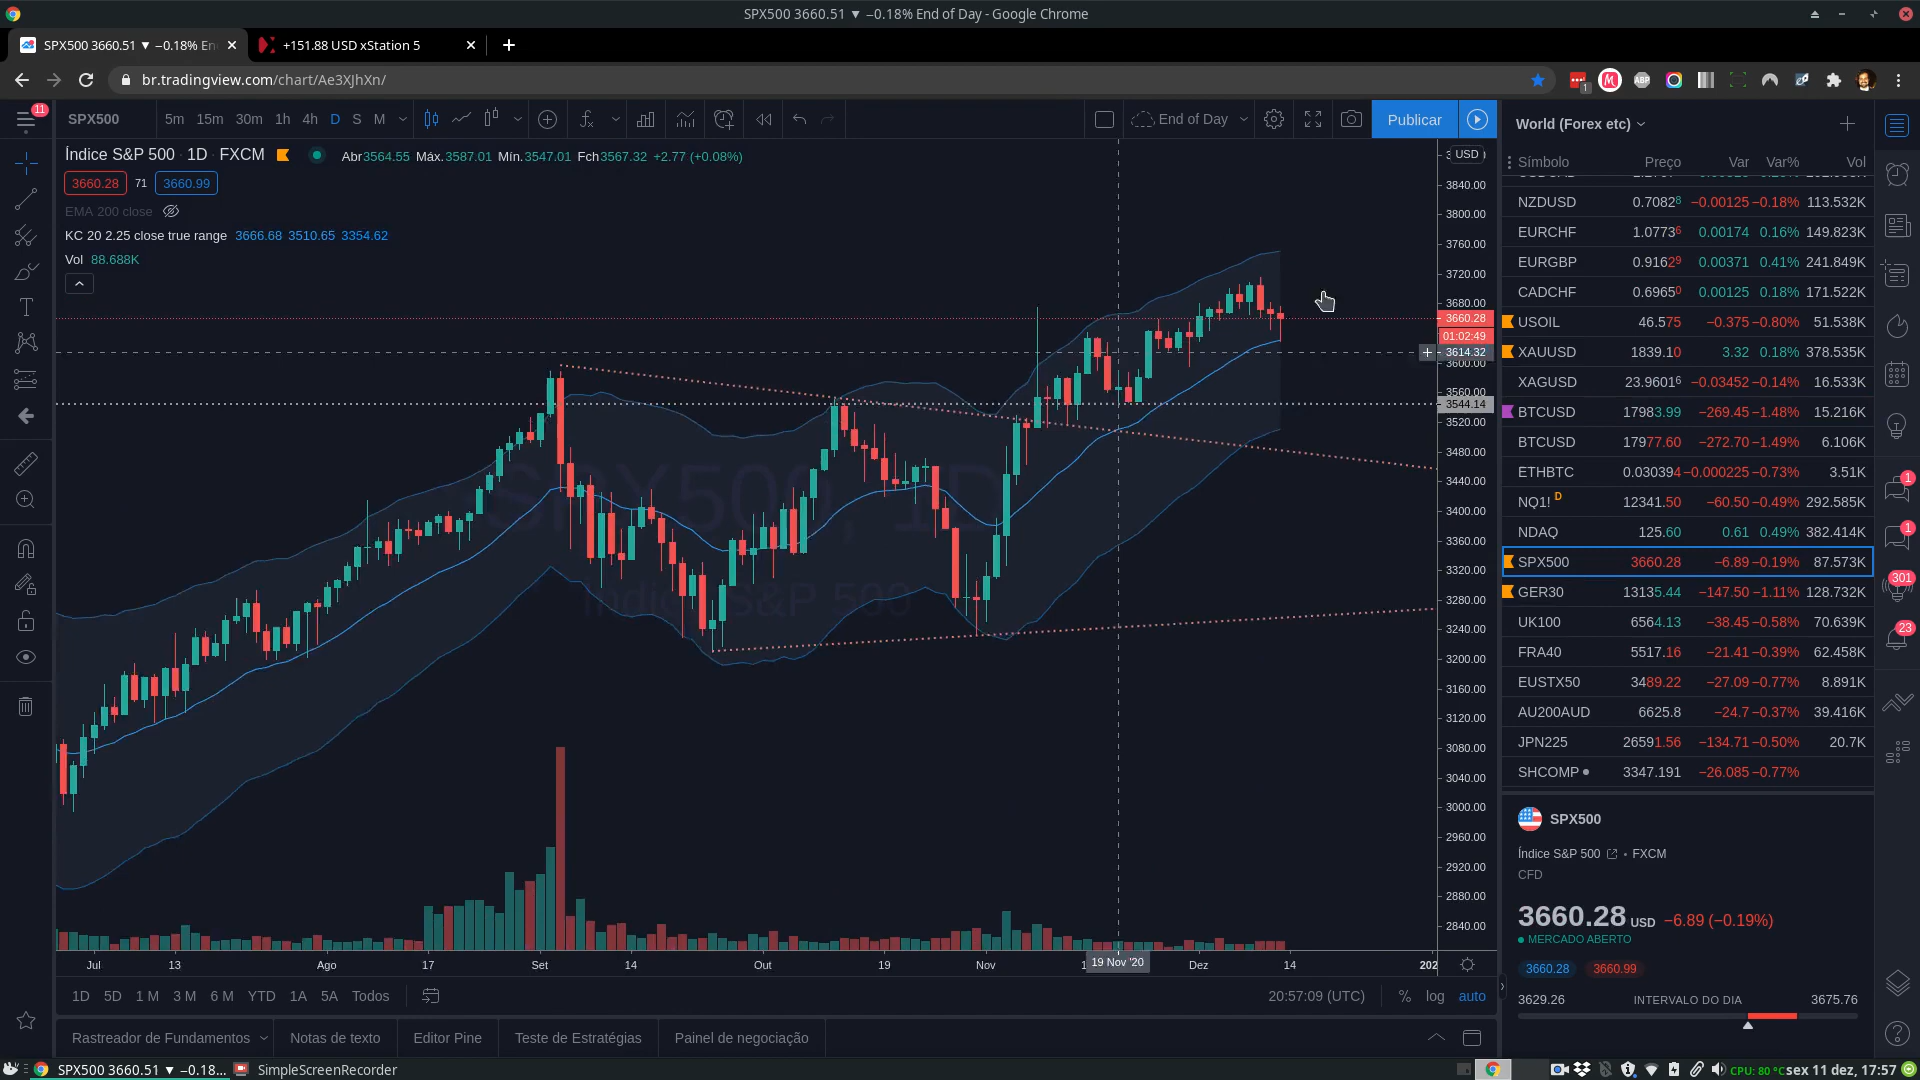 SPX500 3660.51 ▼ −0.18% End of Day - Google Chrome
SPX500 3660.51 ▼ −0.18% En
+151.88 USD xStation 5
br.tradingview.com/chart/Ae3XJhXn/
11
SPX500 5m 15m 30m 1h 4h D S M
End of Day
Publicar
Índice S&P 500 1D FXCM
Abr3564.55 Máx.3587.01 Mín.3547.01 Fch3567.32 +2.77 (+0.08%)
3660.28 71 3660.99
EMA 200 close
KC 20 2.25 close true range 3666.68 3510.65 3354.62
Vol 88.688K
SPX500, 1D
Índice S&P 500
USD
3840.00
3800.00
3760.00
3720.00
3680.00
3660.28
01:02:49
3614.32
3600.00
3560.00
3544.14
3520.00
3480.00
3440.00
3400.00
3360.00
3320.00
3280.00
3240.00
3200.00
3160.00
3120.00
3080.00
3040.00
3000.00
2960.00
2920.00
2880.00
2840.00
Jul 13 Ago 17 Set 14 Out 19 Nov 19 Nov '20 Dez 14
1D 5D 1 M 3 M 6 M YTD 1A 5A Todos
20:57:09 (UTC) % log auto
Rastreador de Fundamentos Notas de texto Editor Pine Teste de Estratégias Painel de negociação
World (Forex etc)
Símbolo Preço Var Var% Vol
NZDUSD 0.70828 −0.00125 −0.18% 113.532K
EURCHF 1.07736 0.00174 0.16% 149.823K
EURGBP 0.91629 0.00371 0.41% 241.849K
CADCHF 0.69650 0.00125 0.18% 171.522K
USOIL 46.575 −0.375 −0.80% 51.538K
XAUUSD 1839.10 3.32 0.18% 378.535K
XAGUSD 23.96016 −0.03452 −0.14% 16.533K
BTCUSD 17983.99 −269.45 −1.48% 15.216K
BTCUSD 17977.60 −272.70 −1.49% 6.106K
ETHBTC 0.030394 −0.000225 −0.73% 3.51K
NQ1! D 12341.50 −60.50 −0.49% 292.585K
NDAQ 125.60 0.61 0.49% 382.414K
SPX500 3660.28 −6.89 −0.19% 87.573K
GER30 13135.44 −147.50 −1.11% 128.732K
UK100 6564.13 −38.45 −0.58% 70.639K
FRA40 5517.16 −21.41 −0.39% 62.458K
EUSTX50 3489.22 −27.09 −0.77% 8.891K
AU200AUD 6625.8 −24.7 −0.37% 39.416K
JPN225 26591.56 −134.71 −0.50% 20.7K
SHCOMP 3347.191 −26.085 −0.77%
SPX500
Índice S&P 500 • FXCM
CFD
3660.28 USD −6.89 (−0.19%)
MERCADO ABERTO
3660.28 3660.99
3629.26 INTERVALO DO DIA 3675.76
1
1
301
23
SPX500 3660.51 ▼ −0.18...
SimpleScreenRecorder
CPU: 80 °C
sex 11 dez, 17:57